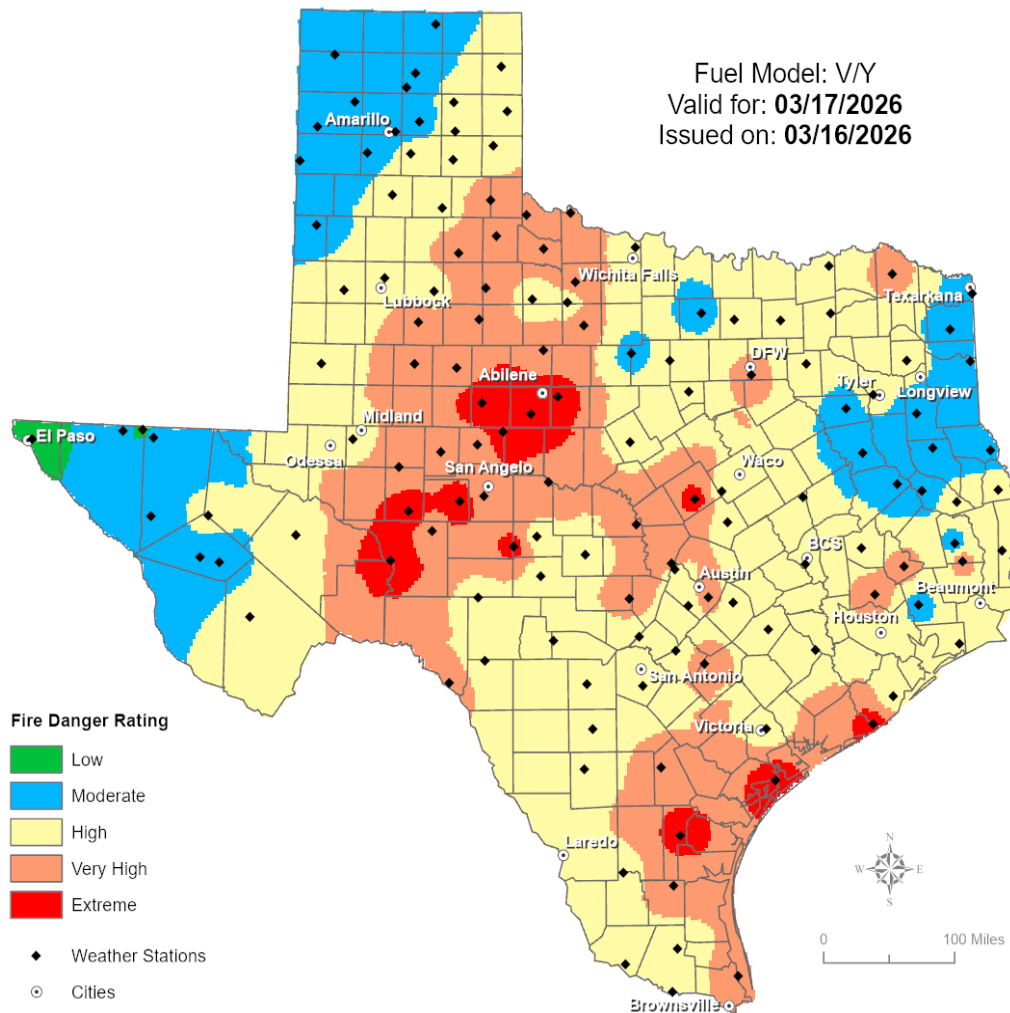 Fuel Model: V/Y
Valid for: 03/17/2026
Issued on: 03/16/2026
Amarillo
Wichita Falls
Lubbock
Texarkana
DFW
Abilene
Tyler
Longview
El Paso
Midland
Odessa
San Angelo
Waco
BCS
Austin
Beaumont
Houston
San Antonio
Victoria
Laredo
Brownsville
Fire Danger Rating
Low
Moderate
High
Very High
Extreme
Weather Stations
Cities
N
W
E
S
0
100 Miles